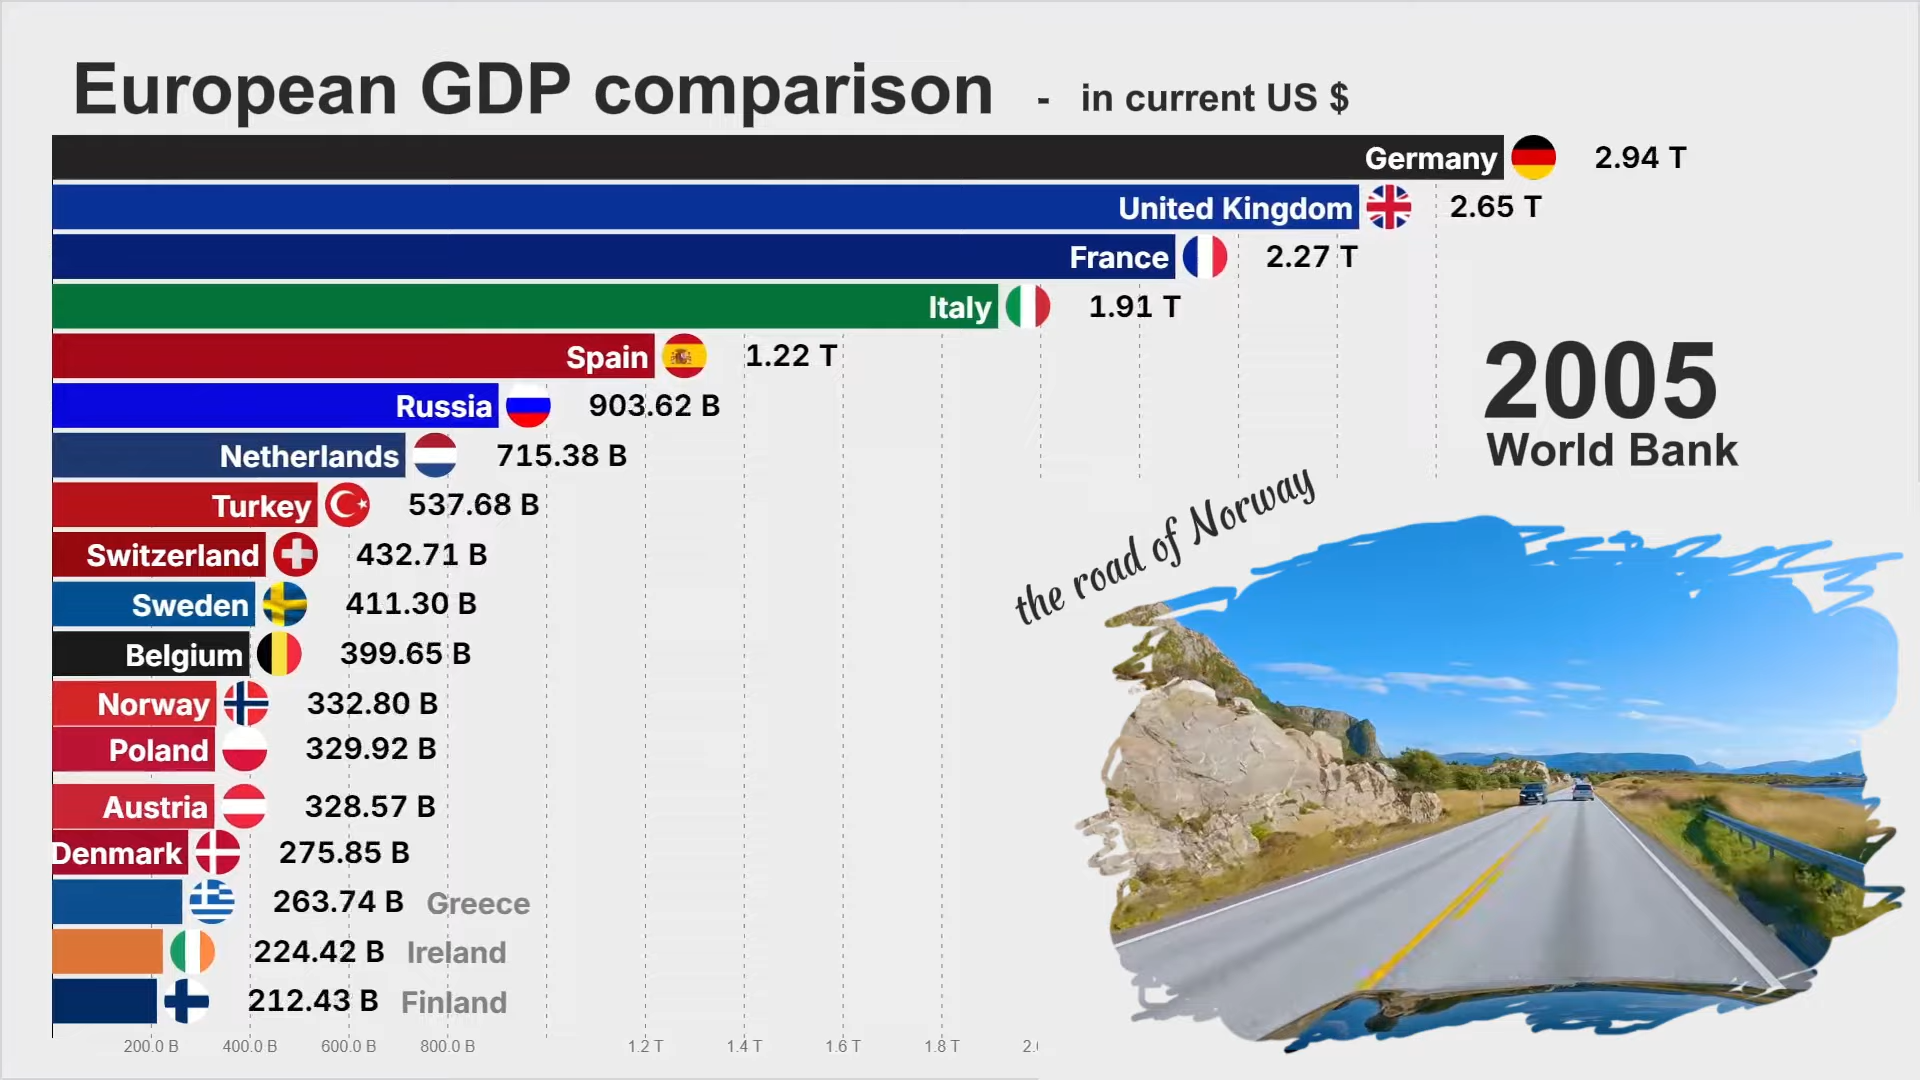 European GDP comparison - in current US $
Germany 2.94 T
United Kingdom 2.65 T
France 2.27 T
Italy 1.91 T
Spain 1.22 T
Russia 903.62 B
Netherlands 715.38 B
Turkey 537.68 B
Switzerland 432.71 B
Sweden 411.30 B
Belgium 399.65 B
Norway 332.80 B
Poland 329.92 B
Austria 328.57 B
Denmark 275.85 B
263.74 B Greece
224.42 B Ireland
212.43 B Finland
200.0 B 400.0 B 600.0 B 800.0 B 1.2 T 1.4 T 1.6 T 1.8 T
2005
World Bank
the road of Norway